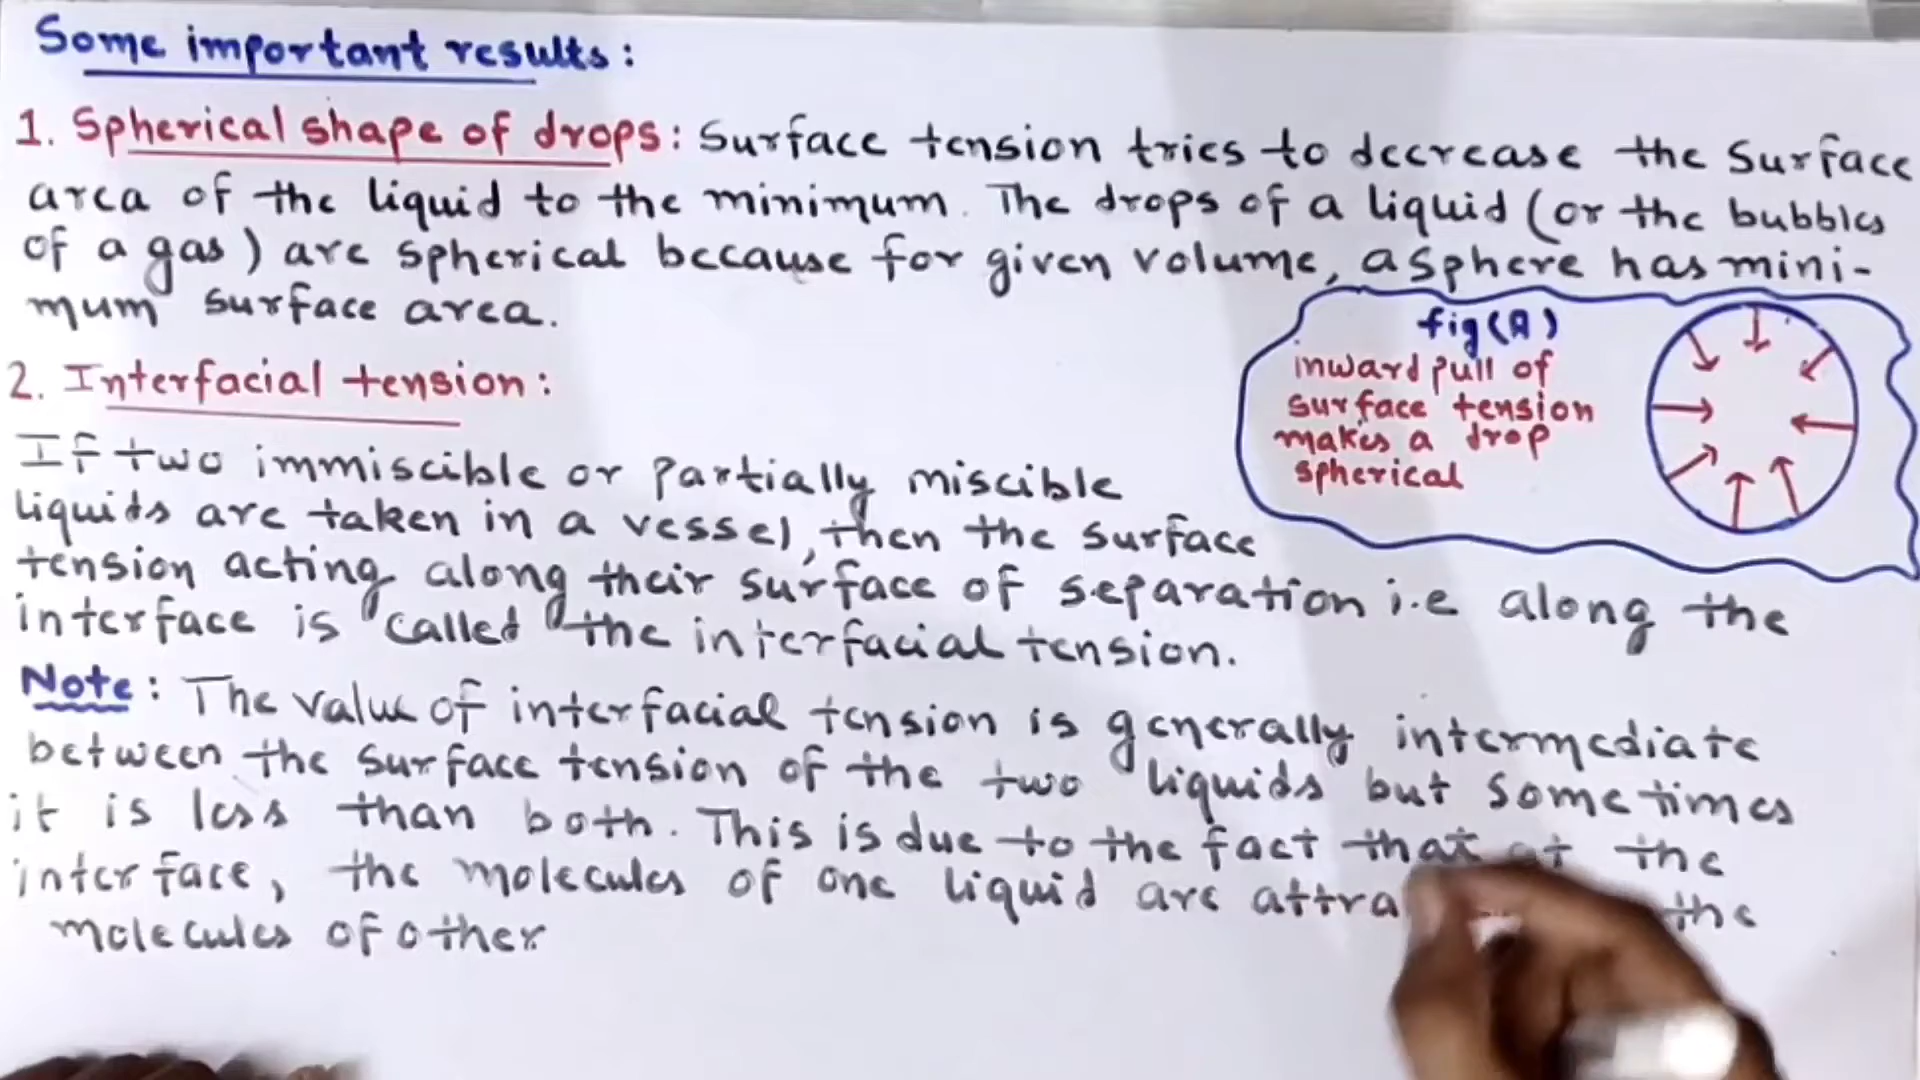 Some important results:
1. Spherical shape of drops: Surface tension tries to decrease the surface
area of the liquid to the minimum. The drops of a liquid (or the bubbles
of a gas) are spherical because for given volume, a sphere has mini-
mum surface area.
fig (A)
inward pull of
surface tension
makes a drop
spherical
2. Interfacial tension:
If two immiscible or partially miscible
liquids are taken in a vessel, then the surface
tension acting along their surface of separation i.e along the
interface is called the interfacial tension.
Note: The value of interfacial tension is generally intermediate
between the surface tension of the two liquids but sometimes
it is less than both. This is due to the fact that at the
interface, the molecules of one liquid are attra the
molecules of other